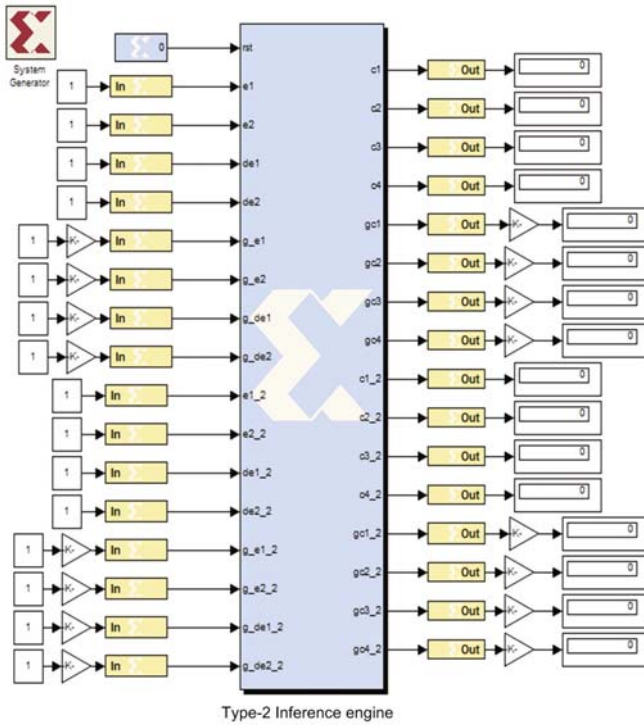 System
Generator
0 rst
1 In e1
1 In e2
1 In de1
1 In de2
1 K- In g_e1
1 K- In g_e2
1 K- In g_de1
1 K- In g_de2
1 In e1_2
1 In e2_2
1 In de1_2
1 In de2_2
1 K- In g_e1_2
1 K- In g_e2_2
1 K- In g_de1_2
1 K- In g_de2_2
c1 Out 0
c2 Out 0
c3 Out 0
c4 Out 0
gc1 Out K- 0
gc2 Out K- 0
gc3 Out K- 0
gc4 Out K- 0
c1_2 Out 0
c2_2 Out 0
c3_2 Out 0
c4_2 Out 0
gc1_2 Out K- 0
gc2_2 Out K- 0
gc3_2 Out K- 0
gc4_2 Out K- 0
Type-2 Inference engine